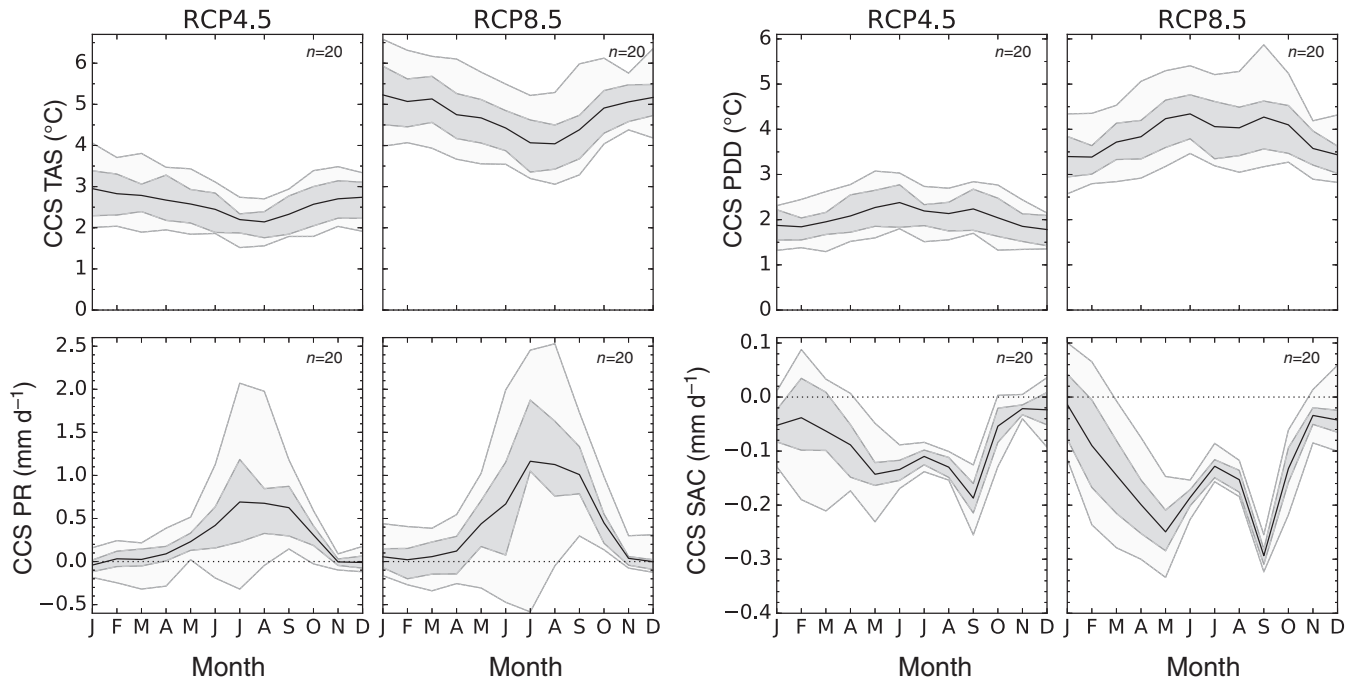 RCP4.5 RCP8.5 RCP4.5 RCP8.5
CCS TAS (°C)
6
5
4
3
2
1
0
n=20
n=20
CCS PDD (°C)
6
5
4
3
2
1
0
n=20
n=20
CCS PR (mm d−1)
2.5
2.0
1.5
1.0
0.5
0.0
−0.5
n=20
n=20
CCS SAC (mm d−1)
0.1
0.0
−0.1
−0.2
−0.3
−0.4
n=20
n=20
J F M A M J J A S O N D J F M A M J J A S O N D J F M A M J J A S O N D J F M A M J J A S O N D
Month Month Month Month